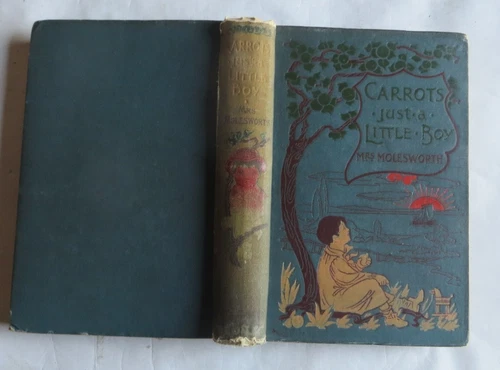 CARROTS
JUST A
LITTLE BOY
MRS MOLESWORTH
CARROTS
JUST A
LITTLE
BOY
MRS
MOLESWORTH